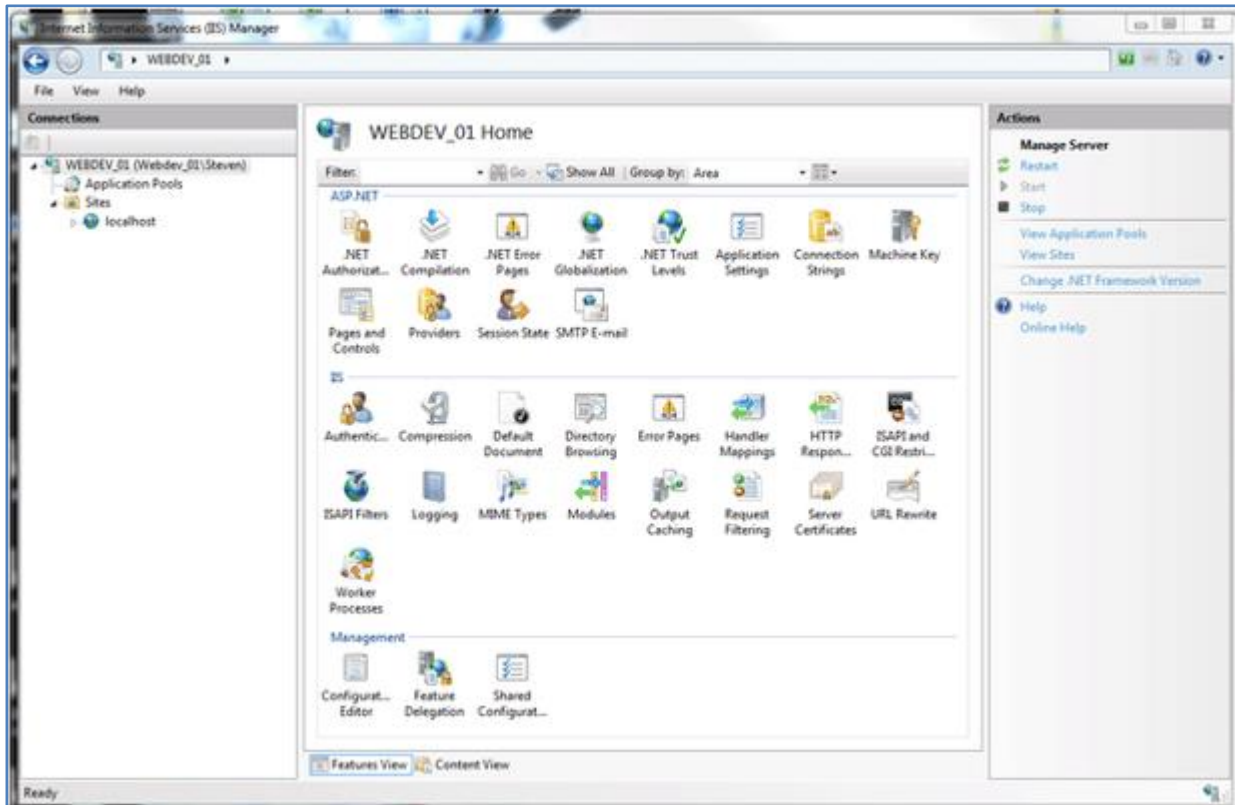 Internet Information Services (IIS) Manager
WEBDEV_01
File View Help
Connections
WEBDEV_01 (Webdev_01\Steven)
Application Pools
Sites
localhost
WEBDEV_01 Home
Filter: Go Show All Group by: Area
ASP.NET
.NET Authorizat...
.NET Compilation
.NET Error Pages
.NET Globalization
.NET Trust Levels
Application Settings
Connection Strings
Machine Key
Pages and Controls
Providers
Session State
SMTP E-mail
IIS
Authentic...
Compression
Default Document
Directory Browsing
Error Pages
Handler Mappings
HTTP Respon...
ISAPI and CGI Restri...
ISAPI Filters
Logging
MIME Types
Modules
Output Caching
Request Filtering
Server Certificates
URL Rewrite
Worker Processes
Management
Configurat... Editor
Feature Delegation
Shared Configurat...
Features View
Content View
Actions
Manage Server
Restart
Start
Stop
View Application Pools
View Sites
Change .NET Framework Version
Help
Online Help
Ready